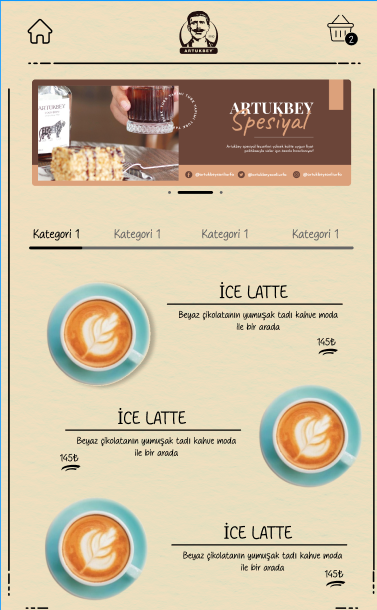 ARTUKBEY
2
ARTUKBEY
ARTUKBEY
Spesiyal
Kategori 1 Kategori 1 Kategori 1 Kategori 1
İCE LATTE
Beyaz çikolatanın yumuşak tadı kahve moda
ile bir arada
145₺
İCE LATTE
Beyaz çikolatanın yumuşak tadı kahve moda
ile bir arada
145₺
İCE LATTE
Beyaz çikolatanın yumuşak tadı kahve moda
ile bir arada
145₺